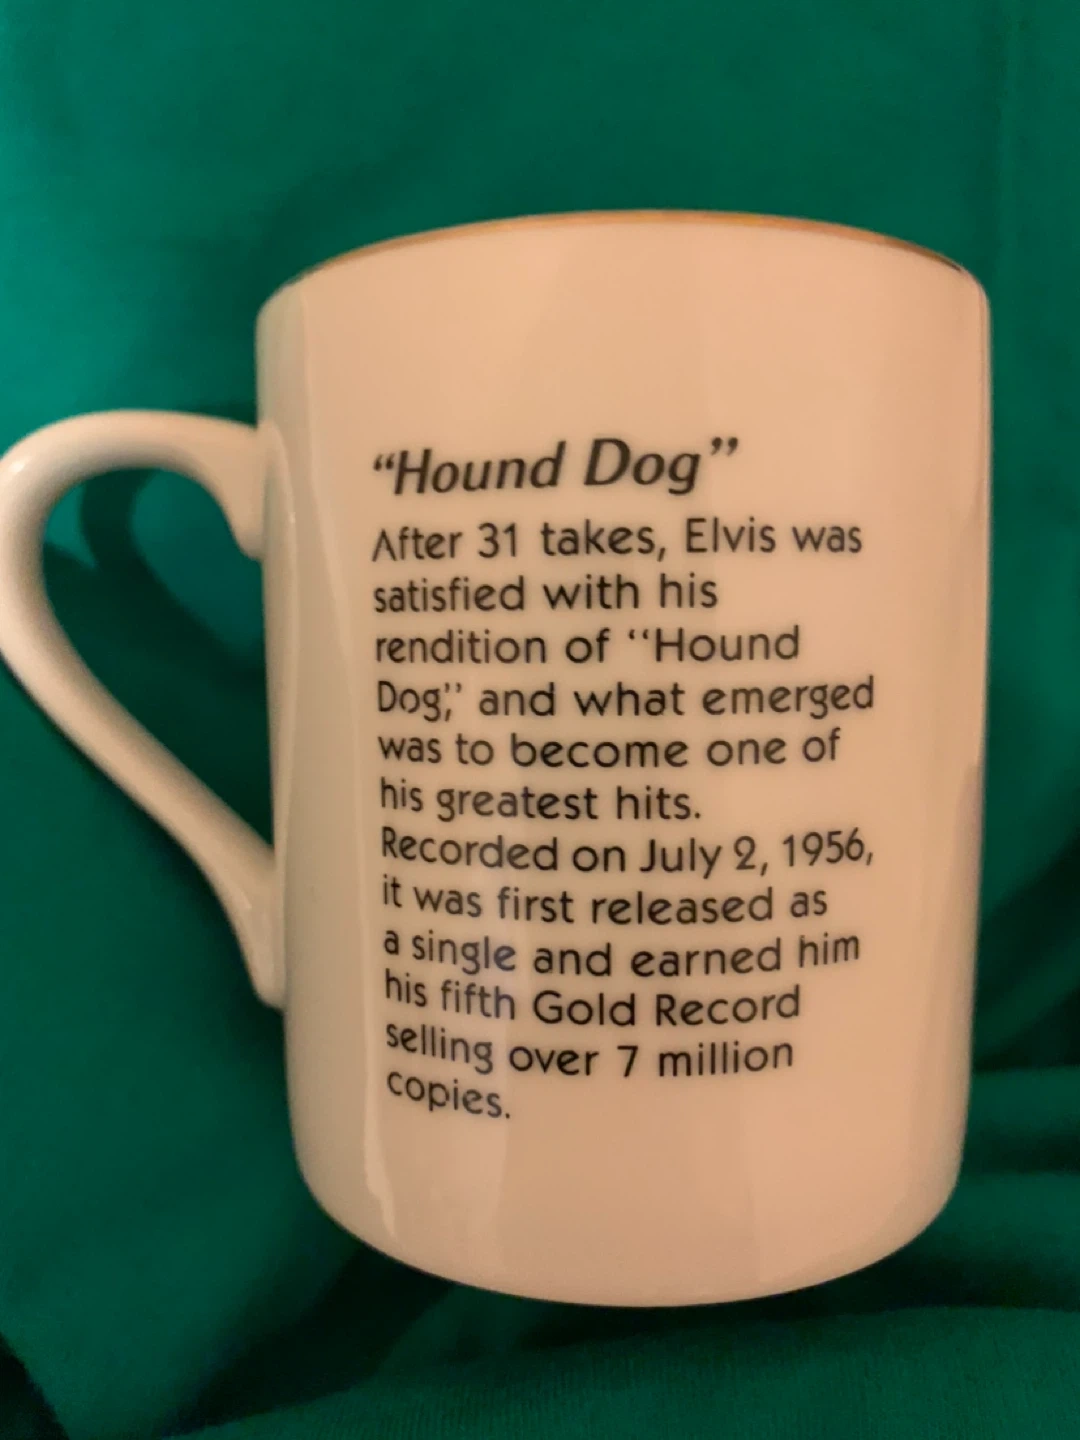 “Hound Dog”
After 31 takes, Elvis was
satisfied with his
rendition of “Hound
Dog,” and what emerged
was to become one of
his greatest hits.
Recorded on July 2, 1956,
it was first released as
a single and earned him
his fifth Gold Record
selling over 7 million
copies.